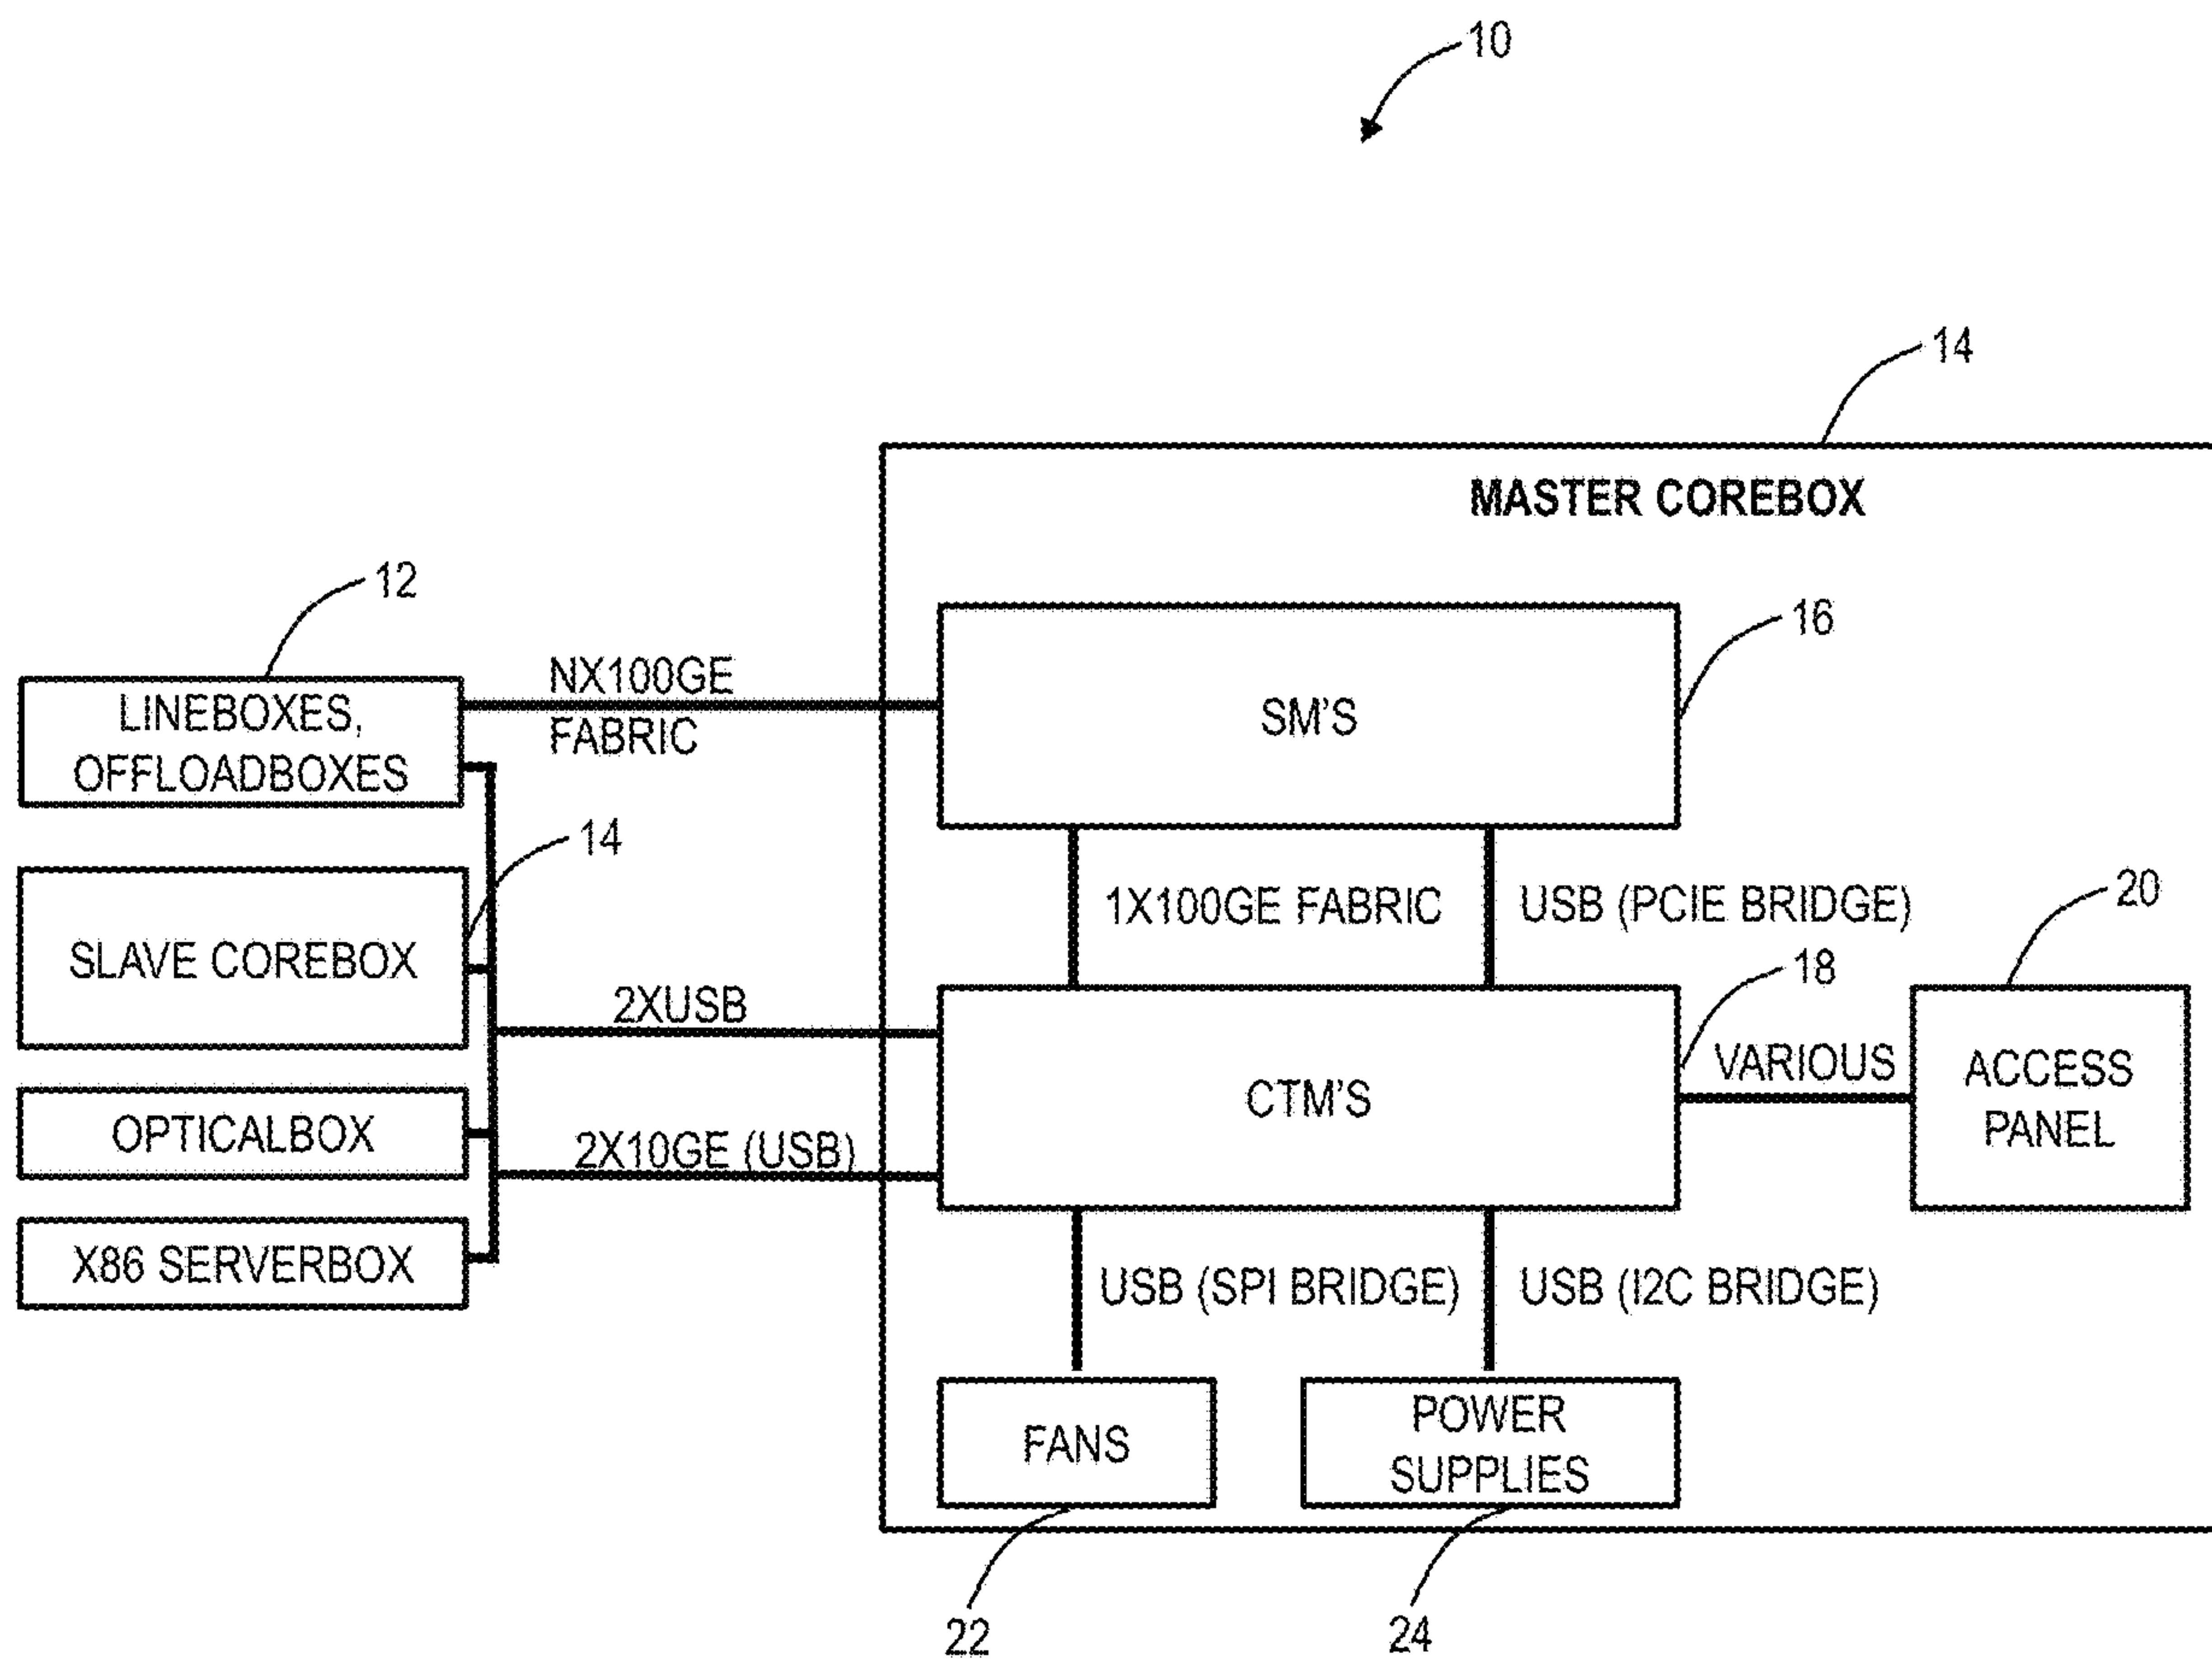 10
14
MASTER COREBOX
12
16
LINEBOXES,
OFFLOADBOXES
NX100GE
FABRIC
SM'S
14
SLAVE COREBOX
1X100GE FABRIC
USB (PCIE BRIDGE)
20
18
2XUSB
CTM'S
VARIOUS
ACCESS
PANEL
OPTICALBOX
2X10GE (USB)
X86 SERVERBOX
USB (SPI BRIDGE)
USB (I2C BRIDGE)
FANS
POWER
SUPPLIES
22
24